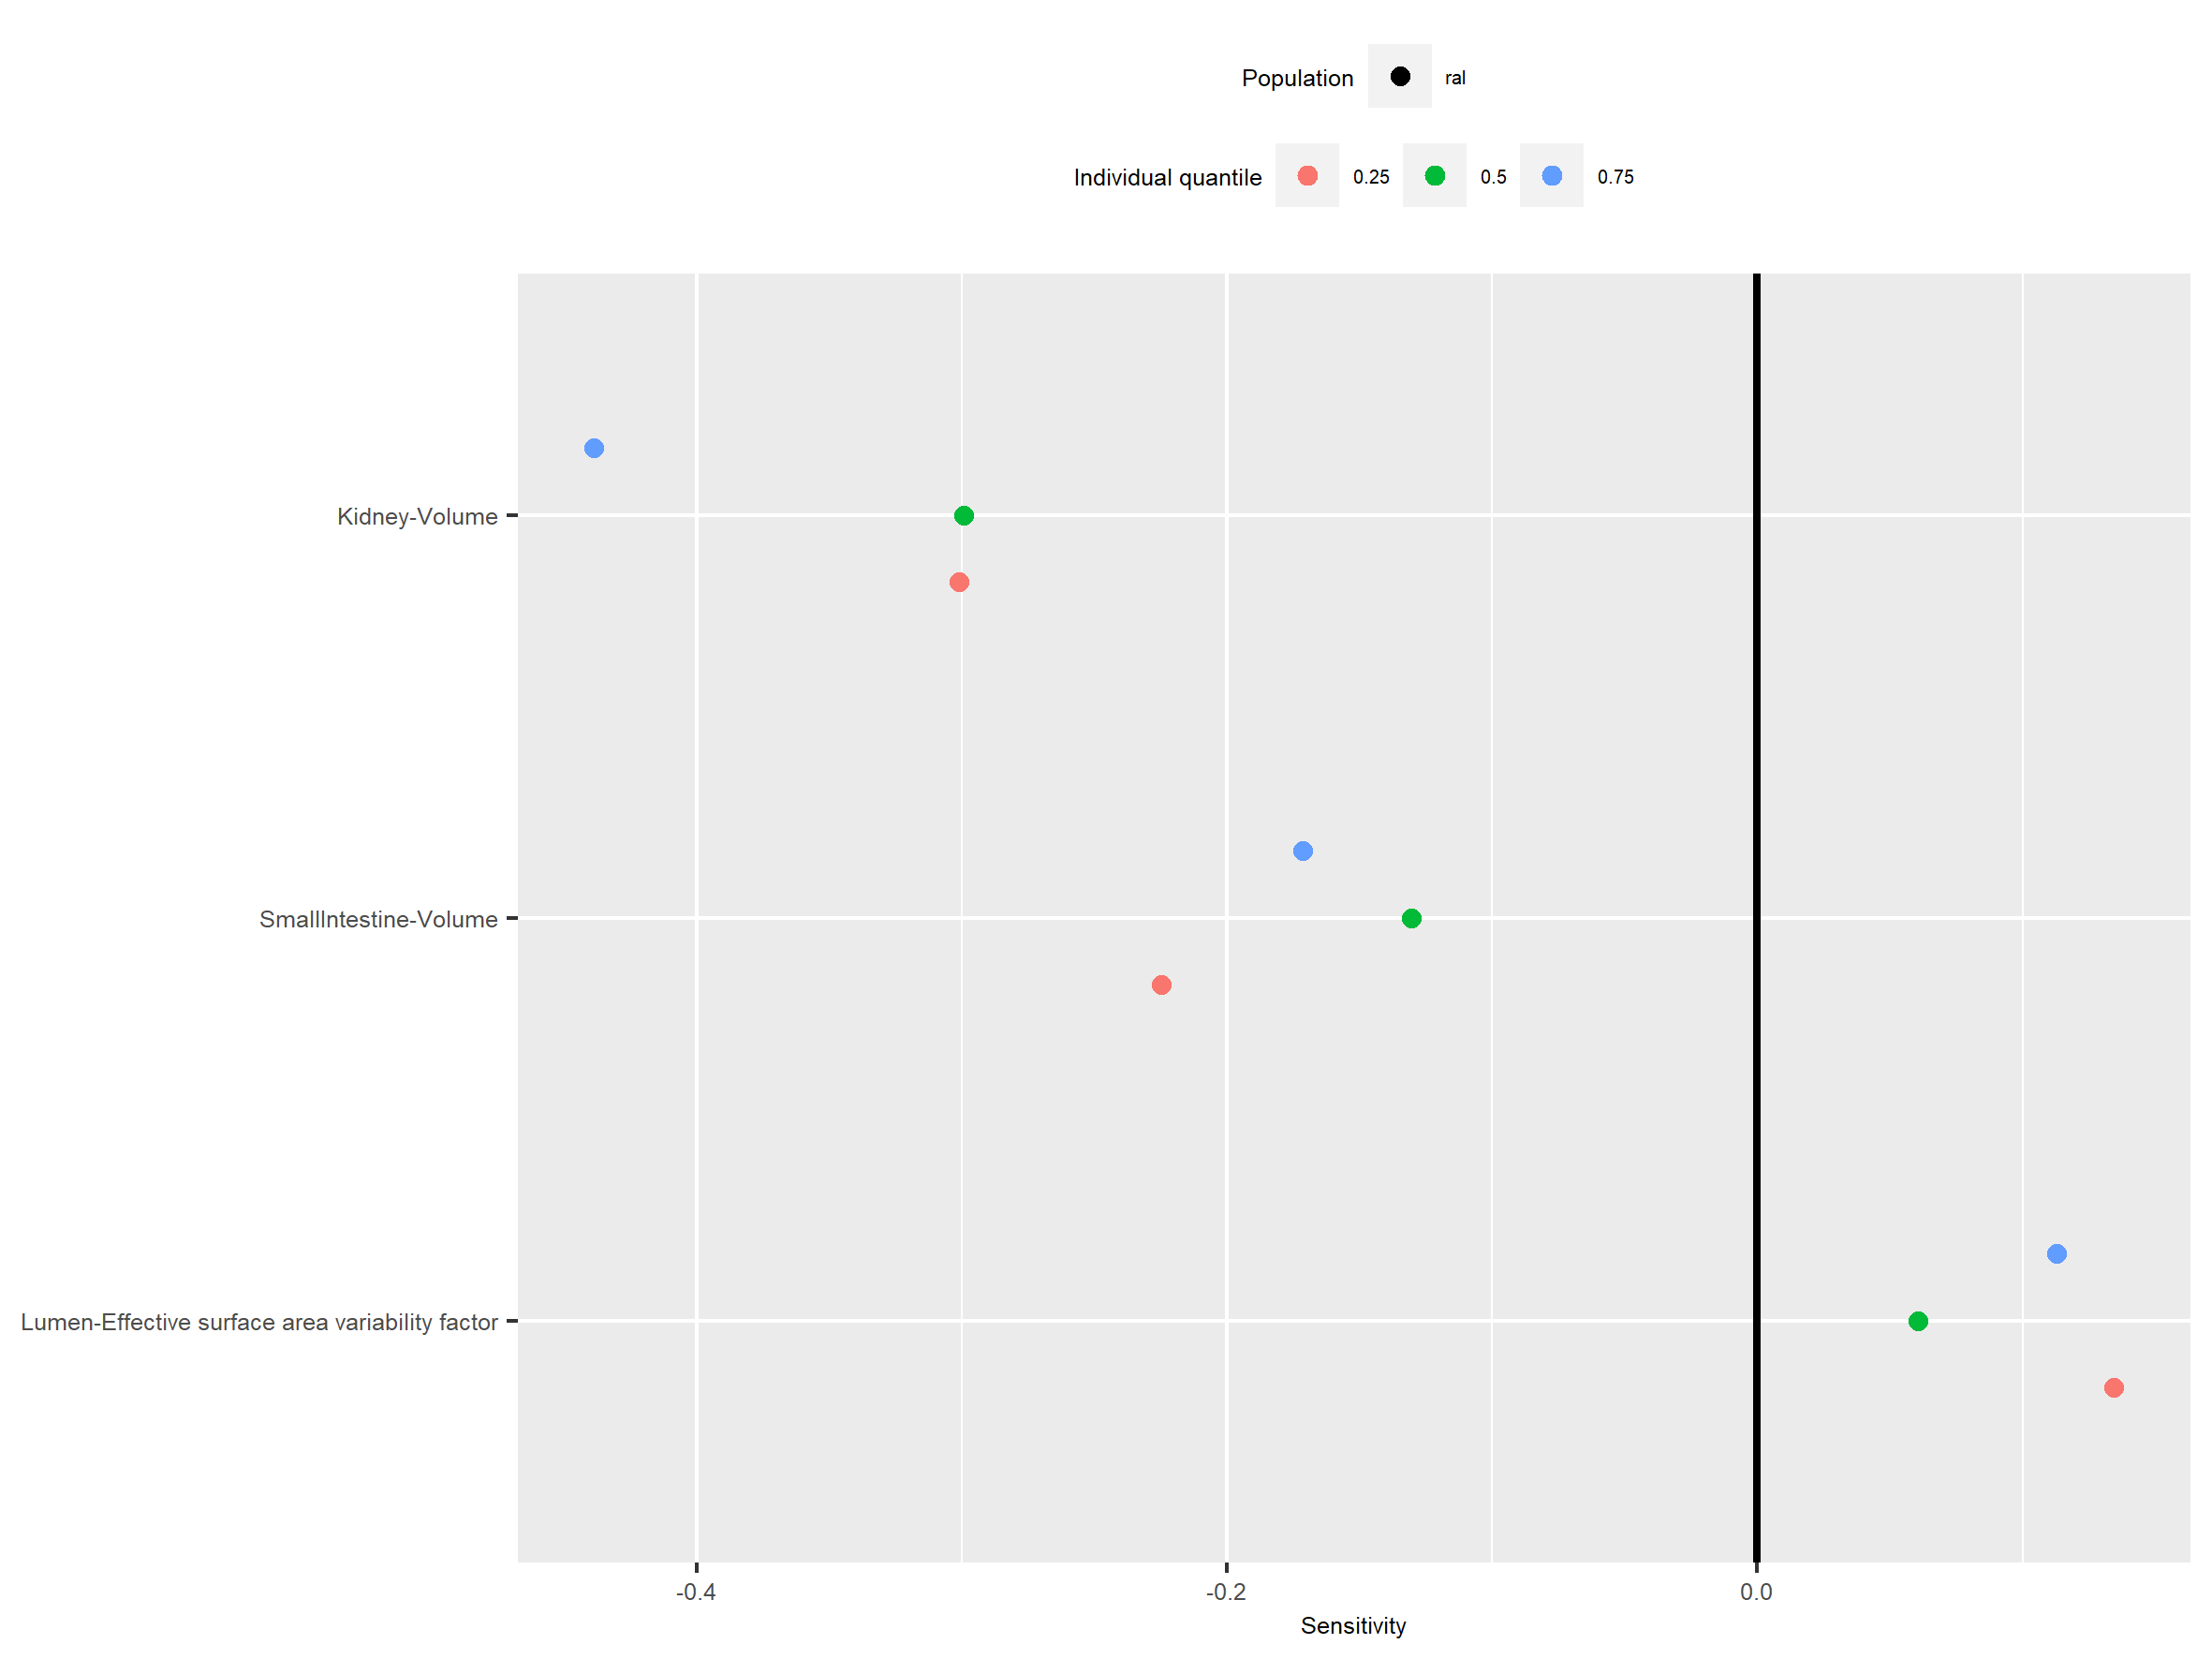 Population ral
Individual quantile 0.25 0.5 0.75
Kidney-Volume
SmallIntestine-Volume
Lumen-Effective surface area variability factor
-0.4 -0.2 0.0
Sensitivity